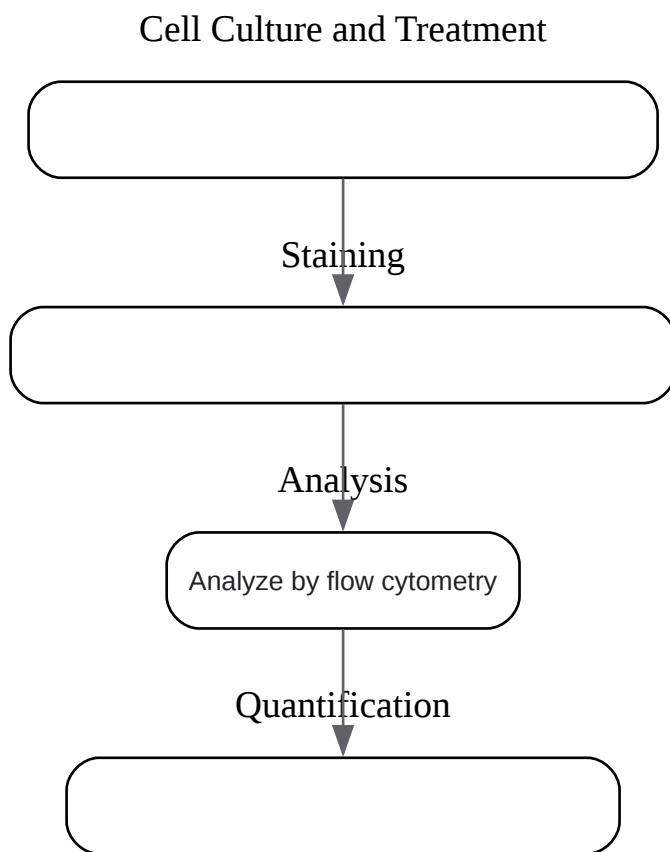 Cell Culture and Treatment
Staining
Analysis
Analyze by flow cytometry
Quantification